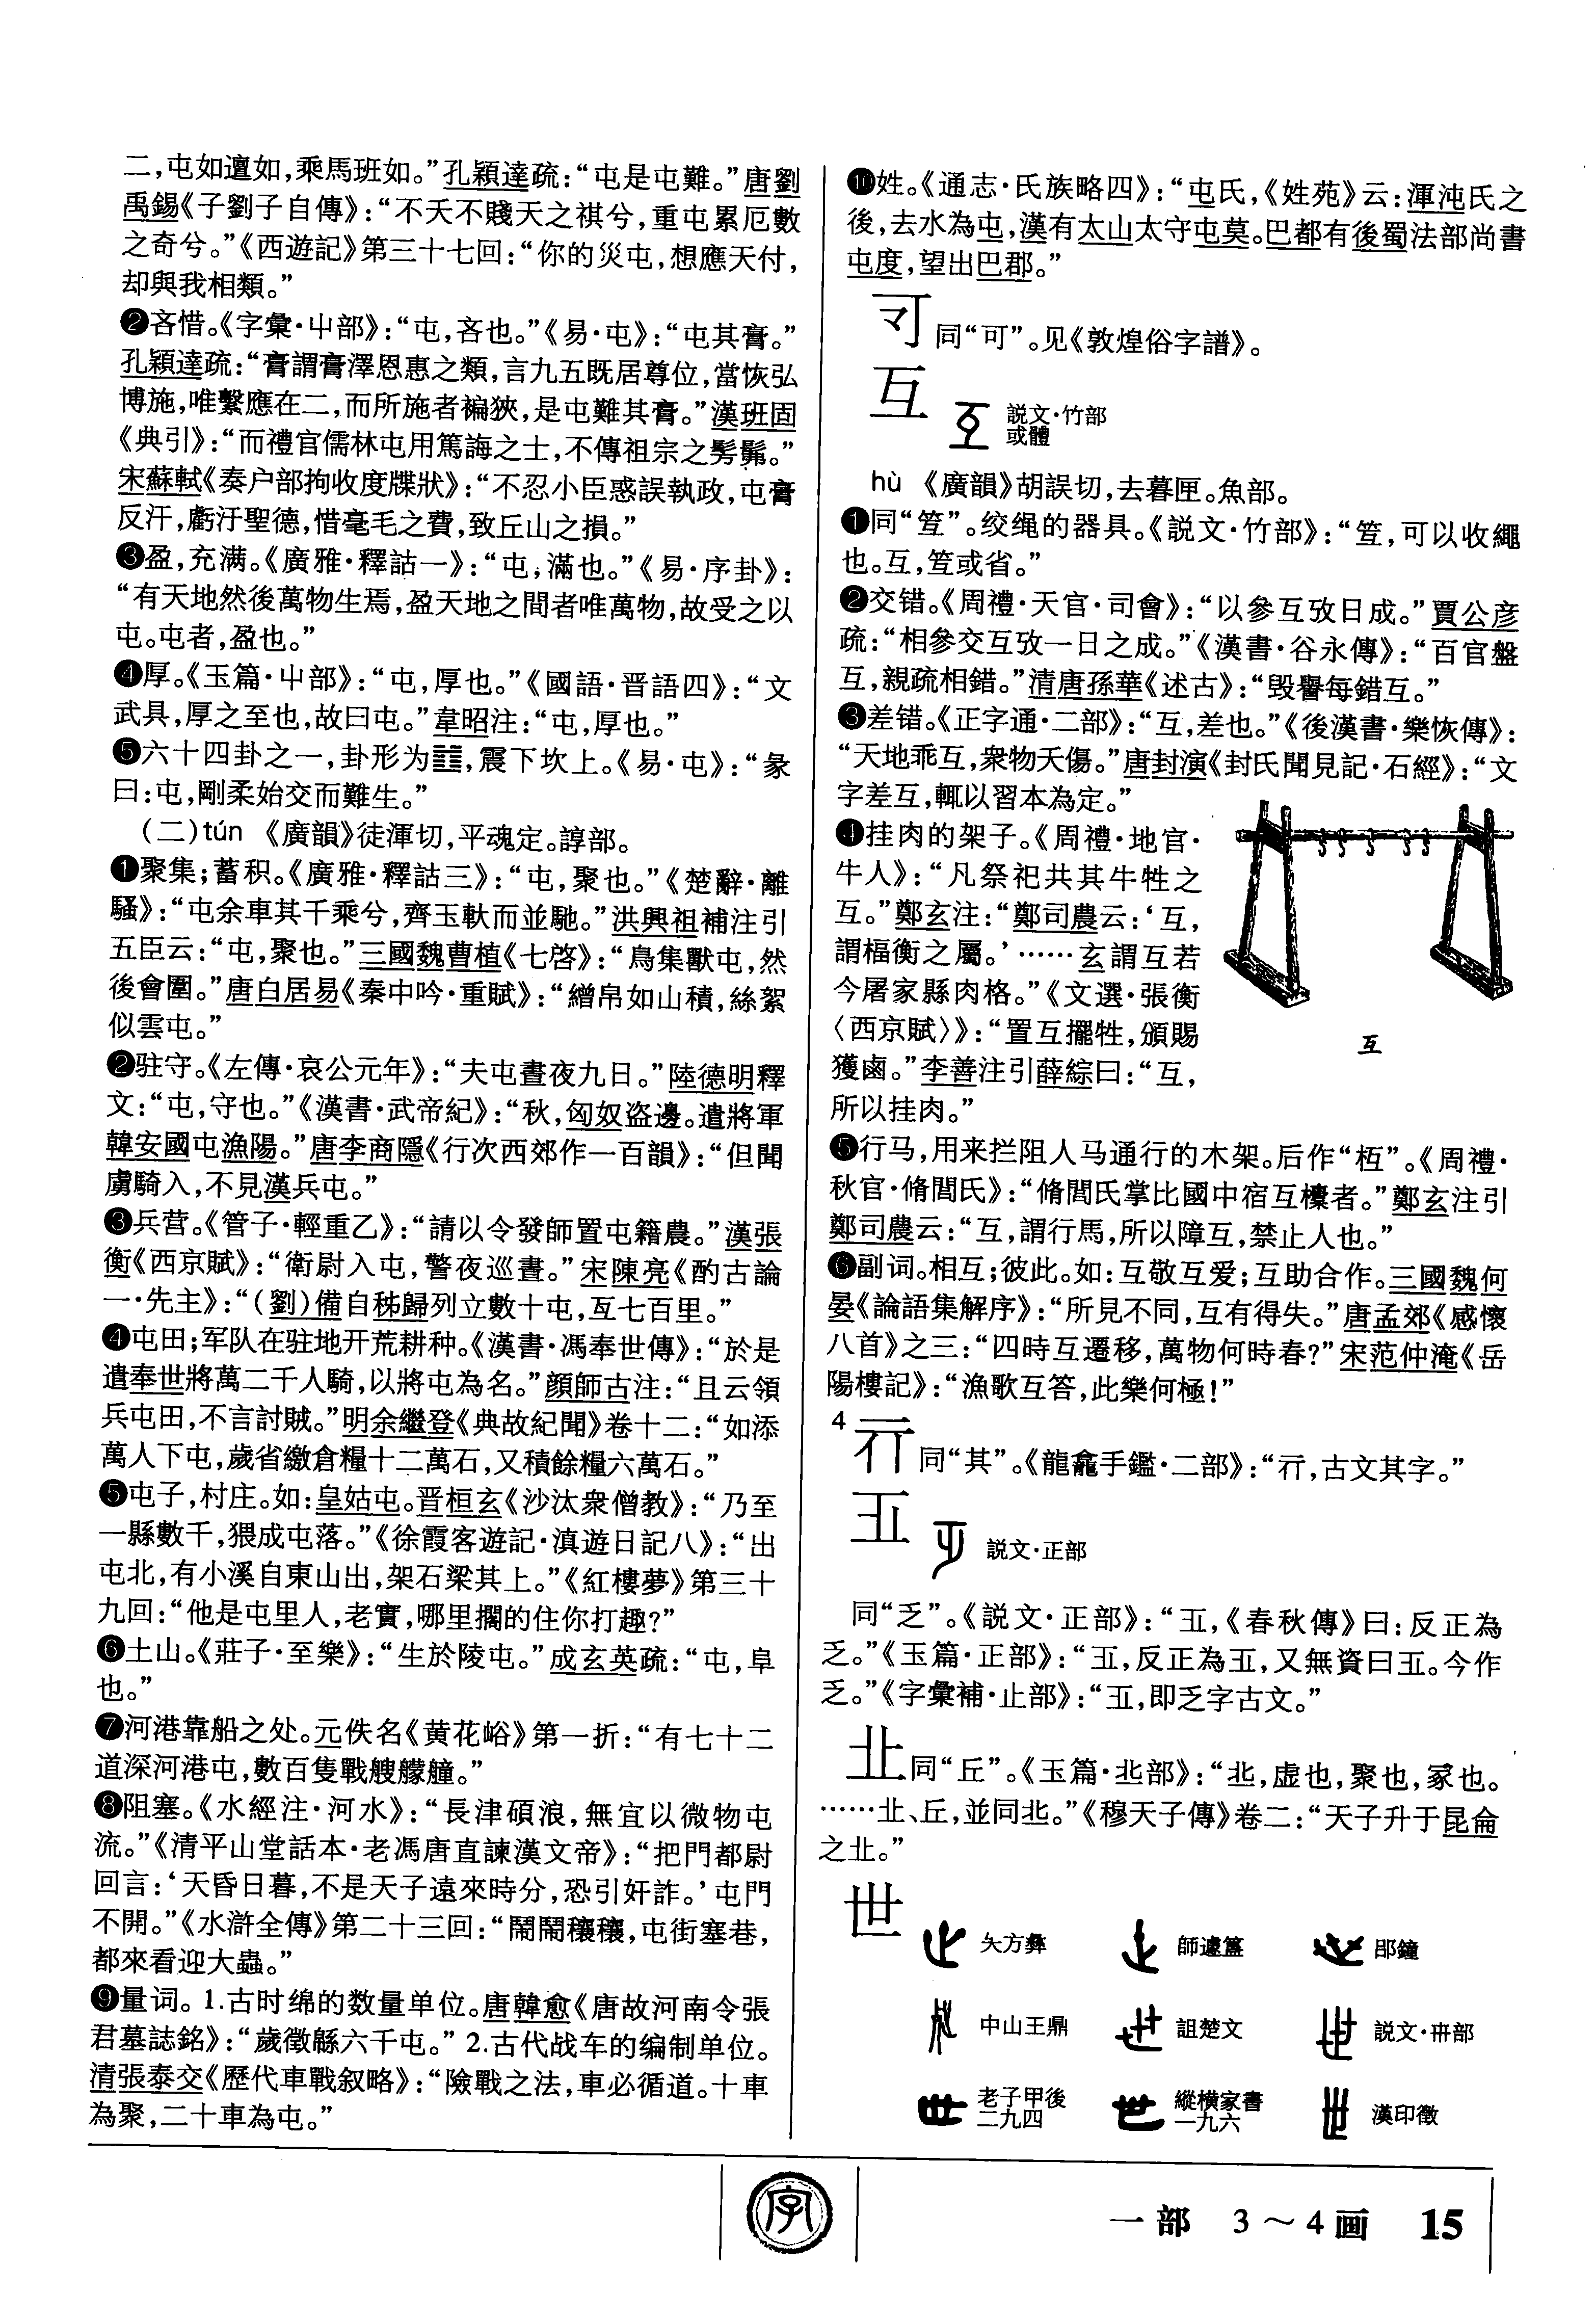 二，屯如邅如，乘馬班如。”孔穎達疏：“屯是屯難。”唐劉
禹錫《子劉子自傳》：“不夭不賤天之祺兮，重屯累厄數
之奇兮。”《西遊記》第三十七回：“你的災屯，想應天付，
却與我相類。”
❷吝惜。《字彙·屮部》：“屯，吝也。”《易·屯》：“屯其膏。”
孔穎達疏：“膏謂膏澤恩惠之類，言九五既居尊位，當恢弘
博施，唯繫應在二，而所施者褊狹，是屯難其膏。”漢班固
《典引》：“而禮官儒林屯用篤誨之士，不傳祖宗之髣髴。”
宋蘇軾《奏户部拘收度牒狀》：“不忍小臣惑誤執政，屯膏
反汗，虧汙聖德，惜毫毛之費，致丘山之損。”
❸盈，充满。《廣雅·釋詁一》：“屯，滿也。”《易·序卦》：
“有天地然後萬物生焉，盈天地之間者唯萬物，故受之以
屯。屯者，盈也。”
❹厚。《玉篇·屮部》：“屯，厚也。”《國語·晋語四》：“文
武具，厚之至也，故曰屯。”韋昭注：“屯，厚也。”
❺六十四卦之一，卦形为䷂，震下坎上。《易·屯》：“彖
曰：屯，剛柔始交而難生。”
（二）tún 《廣韻》徒渾切，平魂定。諄部。
❶聚集；蓄积。《廣雅·釋詁三》：“屯，聚也。”《楚辭·離
騷》：“屯余車其千乘兮，齊玉軑而並馳。”洪興祖補注引
五臣云：“屯，聚也。”三國魏曹植《七啓》：“鳥集獸屯，然
後會圍。”唐白居易《秦中吟·重賦》：“繒帛如山積，絲絮
似雲屯。”
❷驻守。《左傳·哀公元年》：“夫屯晝夜九日。”陸德明釋
文：“屯，守也。”《漢書·武帝紀》：“秋，匈奴盗邊。遣將軍
韓安國屯漁陽。”唐李商隱《行次西郊作一百韻》：“但聞
虜騎入，不見漢兵屯。”
❸兵营。《管子·輕重乙》：“請以令發師置屯籍農。”漢張
衡《西京賦》：“衛尉入屯，警夜巡晝。”宋陳亮《酌古論
一·先主》：“（劉）備自秭歸列立數十屯，亙七百里。”
❹屯田；军队在驻地开荒耕种。《漢書·馮奉世傳》：“於是
遣奉世將萬二千人騎，以將屯為名。”顔師古注：“且云領
兵屯田，不言討賊。”明余繼登《典故紀聞》卷十二：“如添
萬人下屯，歲省繳倉糧十二萬石，又積餘糧六萬石。”
❺屯子，村庄。如：皇姑屯。晋桓玄《沙汰衆僧教》：“乃至
一縣數千，猥成屯落。”《徐霞客遊記·滇遊日記八》：“出
屯北，有小溪自東山出，架石梁其上。”《紅樓夢》第三十
九回：“他是屯里人，老實，哪里擱的住你打趣？”
❻土山。《莊子·至樂》：“生於陵屯。”成玄英疏：“屯，阜
也。”
❼河港靠船之处。元佚名《黄花峪》第一折：“有七十二
道深河港屯，數百隻戰艘艨艟。”
❽阻塞。《水經注·河水》：“長津碩浪，無宜以微物屯
流。”《清平山堂話本·老馮唐直諫漢文帝》：“把門都尉
回言：‘天昏日暮，不是天子遠來時分，恐引奸詐。’屯門
不開。”《水滸全傳》第二十三回：“鬧鬧穰穰，屯街塞巷，
都來看迎大蟲。”
❾量词。1.古时绵的数量单位。唐韓愈《唐故河南令張
君墓誌銘》：“歲徵緜六千屯。”2.古代战车的编制单位。
清張泰交《歷代車戰叙略》：“險戰之法，車必循道。十車
為聚，二十車為屯。”
❿姓。《通志·氏族略四》：“屯氏，《姓苑》云：渾沌氏之
後，去水為屯，漢有太山太守屯莫。巴都有後蜀法部尚書
屯度，望出巴郡。”
同“可”。见《敦煌俗字譜》。
互 説文·竹部
或體
hù 《廣韻》胡誤切，去暮匣。魚部。
❶同“笡”。绞绳的器具。《説文·竹部》：“笡，可以收繩
也。互，笡或省。”
❷交错。《周禮·天官·司會》：“以參互攷日成。”賈公彦
疏：“相參交互攷一日之成。”《漢書·谷永傳》：“百官盤
互，親疏相錯。”清唐孫華《述古》：“毁譽每錯互。”
❸差错。《正字通·二部》：“互，差也。”《後漢書·樂恢傳》：
“天地乖互，衆物夭傷。”唐封演《封氏聞見記·石經》：“文
字差互，輒以習本為定。”
❹挂肉的架子。《周禮·地官·
牛人》：“凡祭祀共其牛牲之
互。”鄭玄注：“鄭司農云：‘互，
謂楅衡之屬。’……玄謂互若
今屠家縣肉格。”《文選·張衡
〈西京賦〉》：“置互擺牲，頒賜
獲鹵。”李善注引薛綜曰：“互，
所以挂肉。”
互
❺行马，用来拦阻人马通行的木架。后作“枑”。《周禮·
秋官·脩閭氏》：“脩閭氏掌比國中宿互㯓者。”鄭玄注引
鄭司農云：“互，謂行馬，所以障互，禁止人也。”
❻副词。相互；彼此。如：互敬互爱；互助合作。三國魏何
晏《論語集解序》：“所見不同，互有得失。”唐孟郊《感懷
八首》之三：“四時互遷移，萬物何時春？”宋范仲淹《岳
陽樓記》：“漁歌互答，此樂何極！”
4 亓 同“其”。《龍龕手鑑·二部》：“亓，古文其字。”
𠀞 説文·正部
同“乏”。《説文·正部》：“𠀞，《春秋傳》曰：反正為
乏。”《玉篇·正部》：“𠀞，反正為𠀞，又無資曰𠀞。今作
乏。”《字彙補·止部》：“𠀞，即乏字古文。”
丠 同“丘”。《玉篇·丠部》：“丠，虚也，聚也，冢也。
……丠、丘，並同丠。”《穆天子傳》卷二：“天子升于昆侖
之丠。”
世 矢方彝 師遽簋 郘鐘
中山王鼎 詛楚文 説文·卅部
老子甲後二九四 縱横家書一九六 漢印徵
字
一部 3～4画 15